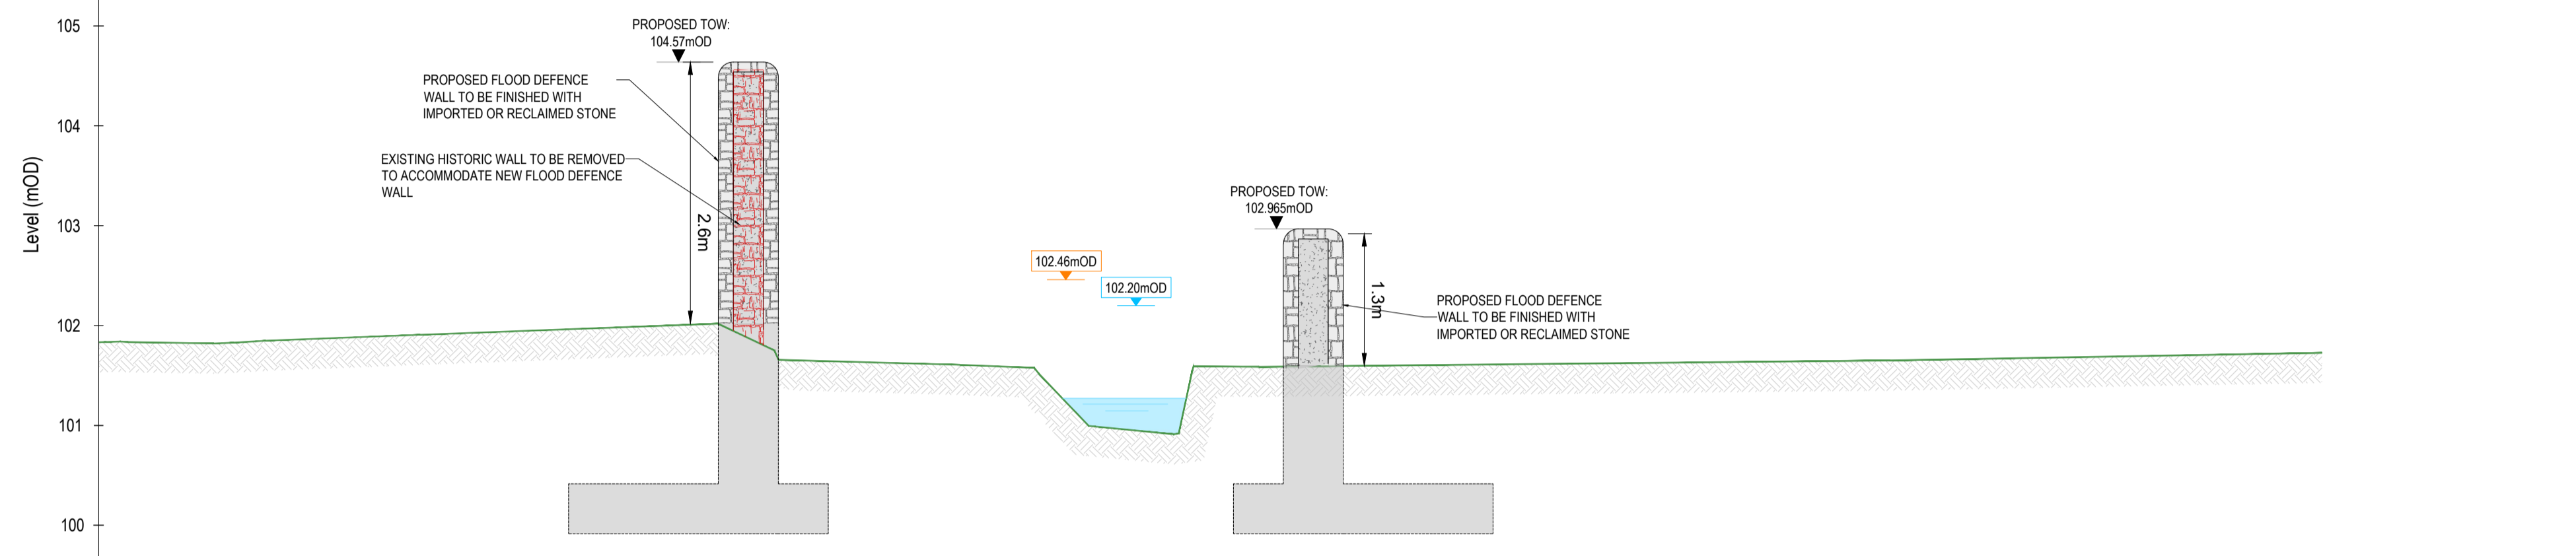 105
104
103
102
101
100
Level (mOD)
PROPOSED TOW:
104.57mOD
PROPOSED FLOOD DEFENCE
WALL TO BE FINISHED WITH
IMPORTED OR RECLAIMED STONE
EXISTING HISTORIC WALL TO BE REMOVED
TO ACCOMMODATE NEW FLOOD DEFENCE
WALL
2.6m
102.46mOD
102.20mOD
PROPOSED TOW:
102.965mOD
1.3m
PROPOSED FLOOD DEFENCE
WALL TO BE FINISHED WITH
IMPORTED OR RECLAIMED STONE